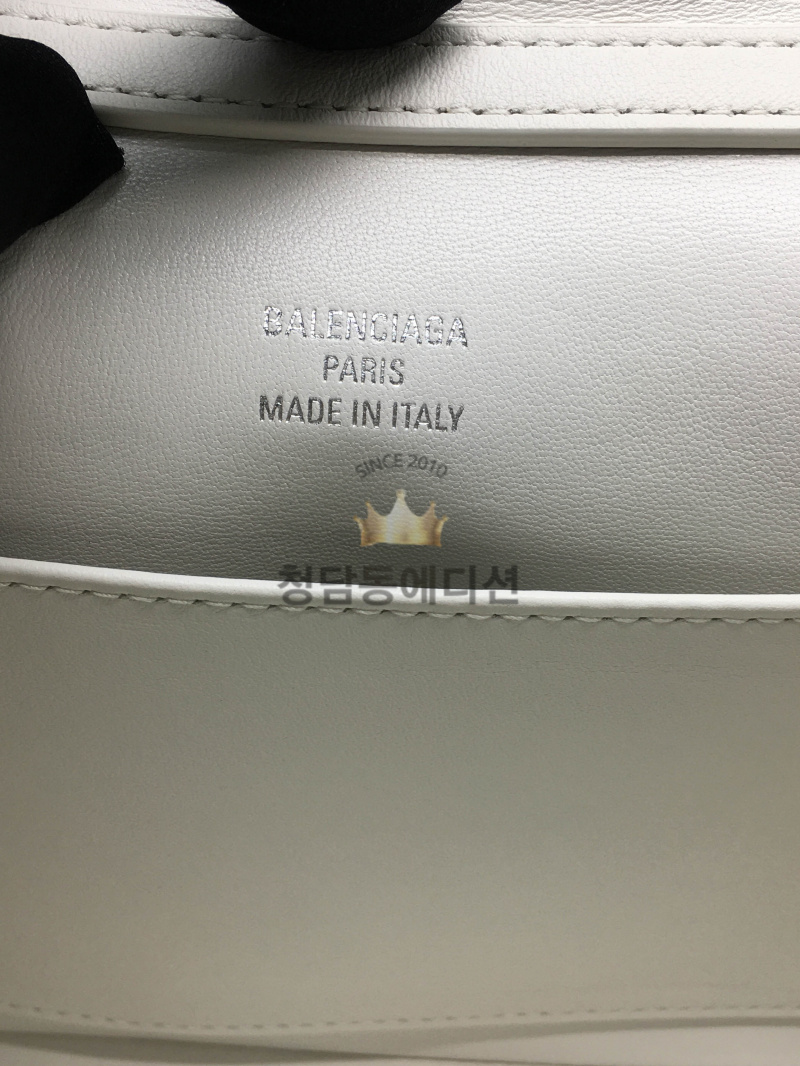 BALENCIAGA
PARIS
MADE IN ITALY
SINCE 2010
청담동에디션